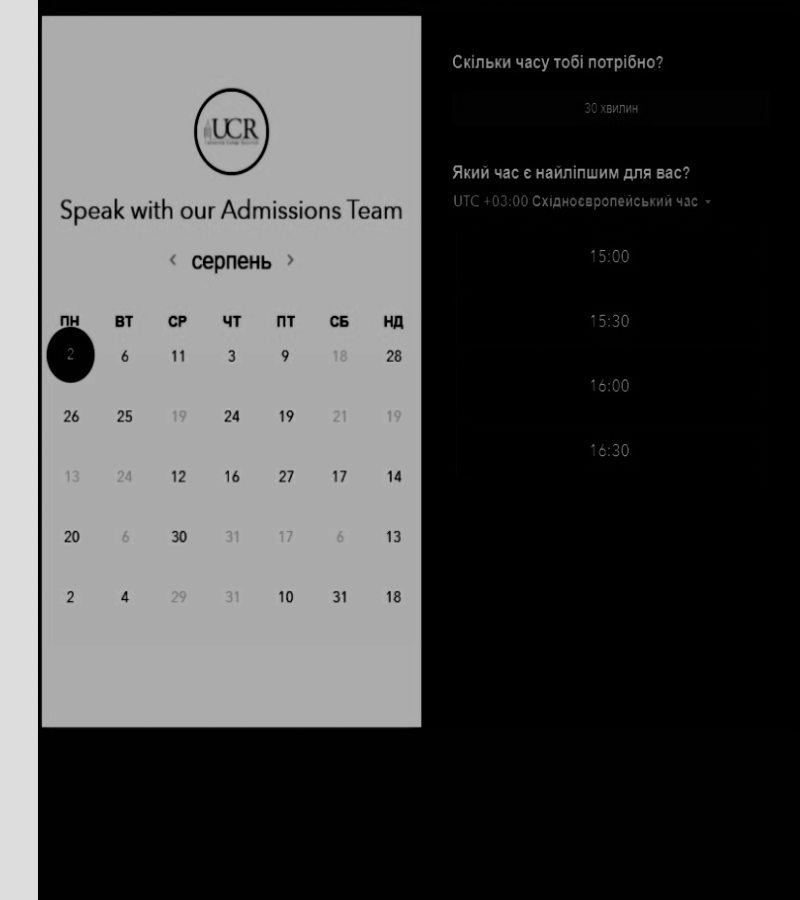 UCR
Speak with our Admissions Team
‹ серпень ›
ПН ВТ СР ЧТ ПТ СБ НД
2 6 11 3 9 18 28
26 25 19 24 19 21 19
13 24 12 16 27 17 14
20 6 30 31 17 6 13
2 4 29 31 10 31 18
Скільки часу тобі потрібно?
30 хвилин
Який час є найліпшим для вас?
UTC +03:00 Східноєвропейський час
15:00
15:30
16:00
16:30